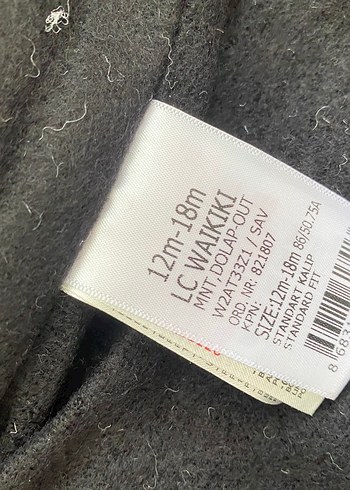 12m-18m
LC WAIKIKI
MNT.DOLAP-OUT
W2AT33Z1 / SAV
ORD. NR: 821807
KPN:
SIZE:12m-18m 86/50.75A
STANDART KALIP
STANDARD FIT
8683